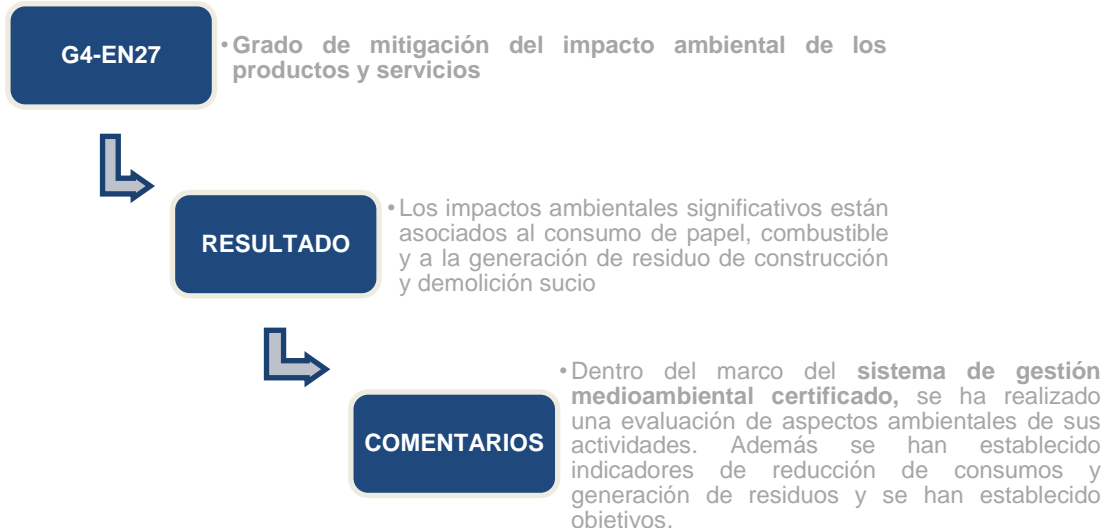 G4-EN27
• Grado de mitigación del impacto ambiental de los
productos y servicios
RESULTADO
• Los impactos ambientales significativos están
asociados al consumo de papel, combustible
y a la generación de residuo de construcción
y demolición sucio
COMENTARIOS
• Dentro del marco del sistema de gestión
medioambiental certificado, se ha realizado
una evaluación de aspectos ambientales de sus
actividades. Además se han establecido
indicadores de reducción de consumos y
generación de residuos y se han establecido
objetivos.